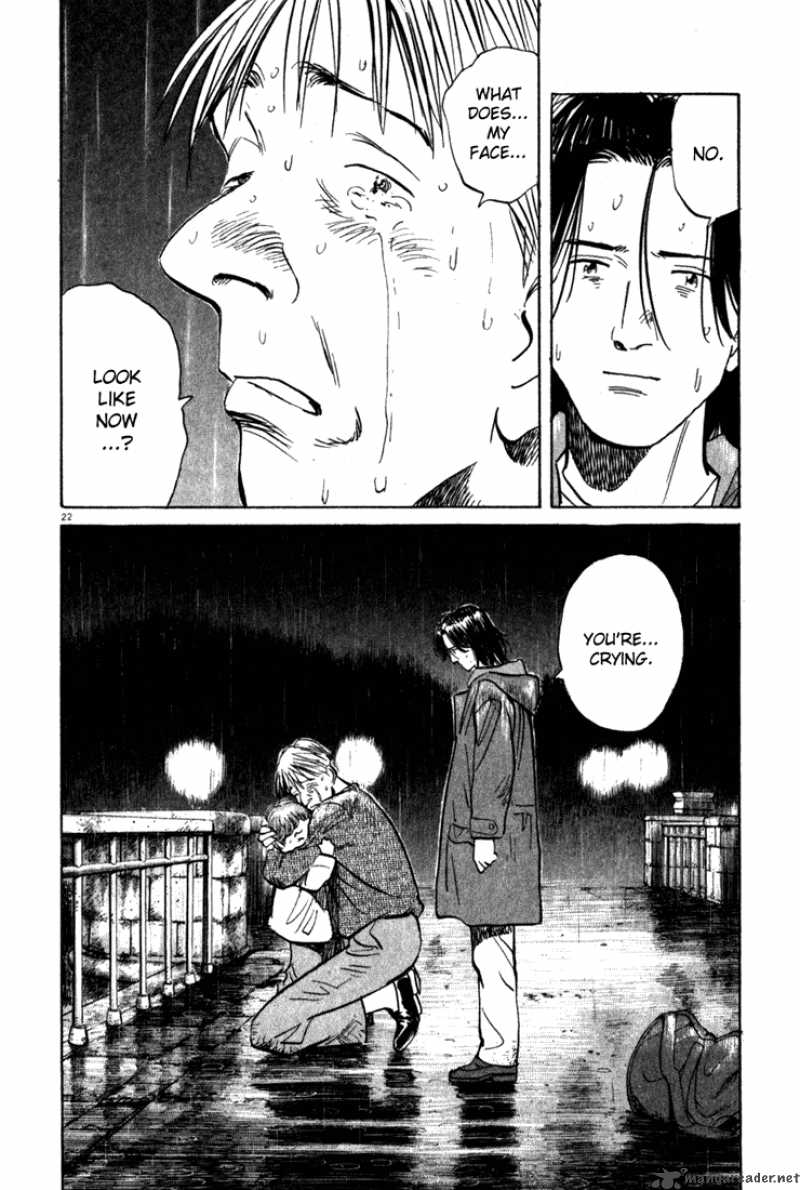 NO.
WHAT
DOES...
MY
FACE...
LOOK
LIKE
NOW
...?
22
YOU'RE...
CRYING.
mangareader.net